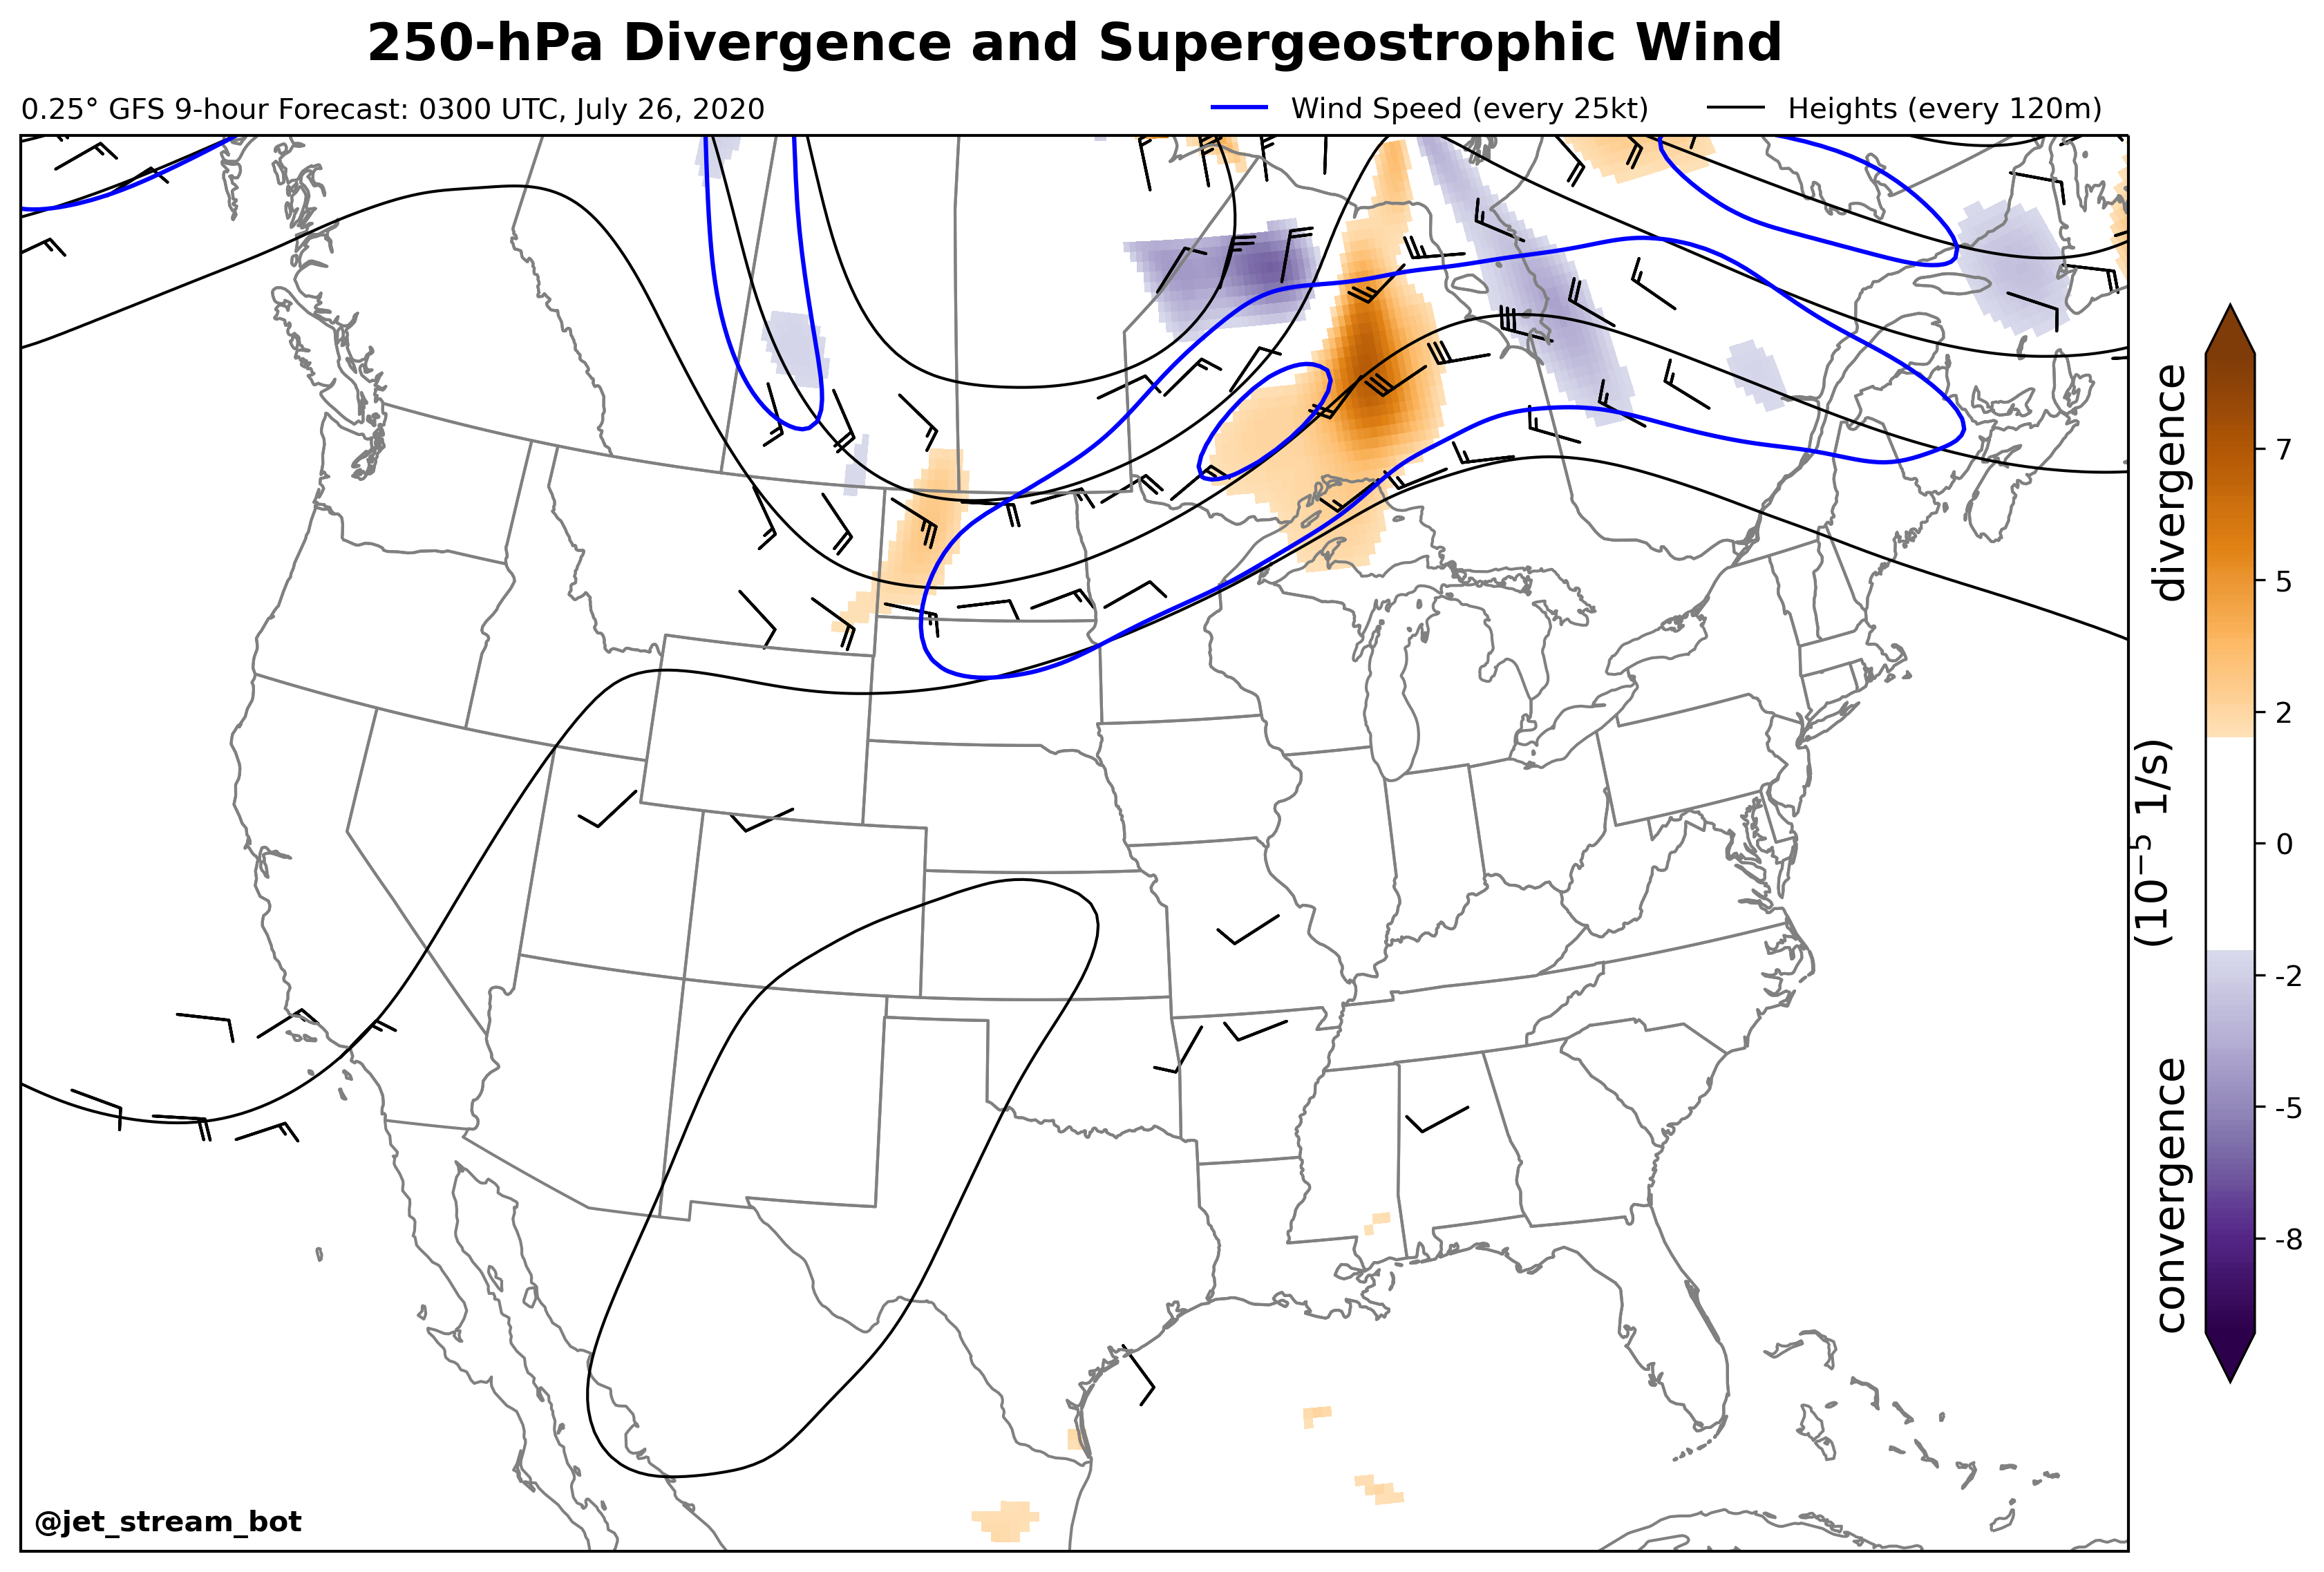 250-hPa Divergence and Supergeostrophic Wind
0.25° GFS 9-hour Forecast: 0300 UTC, July 26, 2020
Wind Speed (every 25kt)
Heights (every 120m)
divergence
(10⁻⁵ 1/s)
convergence
7
5
2
0
-2
-5
-8
@jet_stream_bot